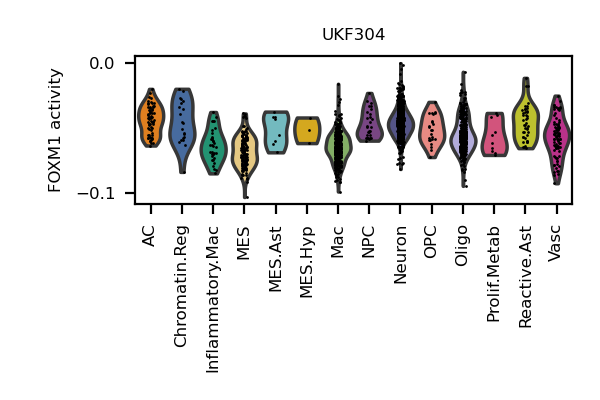 UKF304
FOXM1 activity
0.0
−0.1
AC
Chromatin.Reg
Inflammatory.Mac
MES
MES.Ast
MES.Hyp
Mac
NPC
Neuron
OPC
Oligo
Prolif.Metab
Reactive.Ast
Vasc